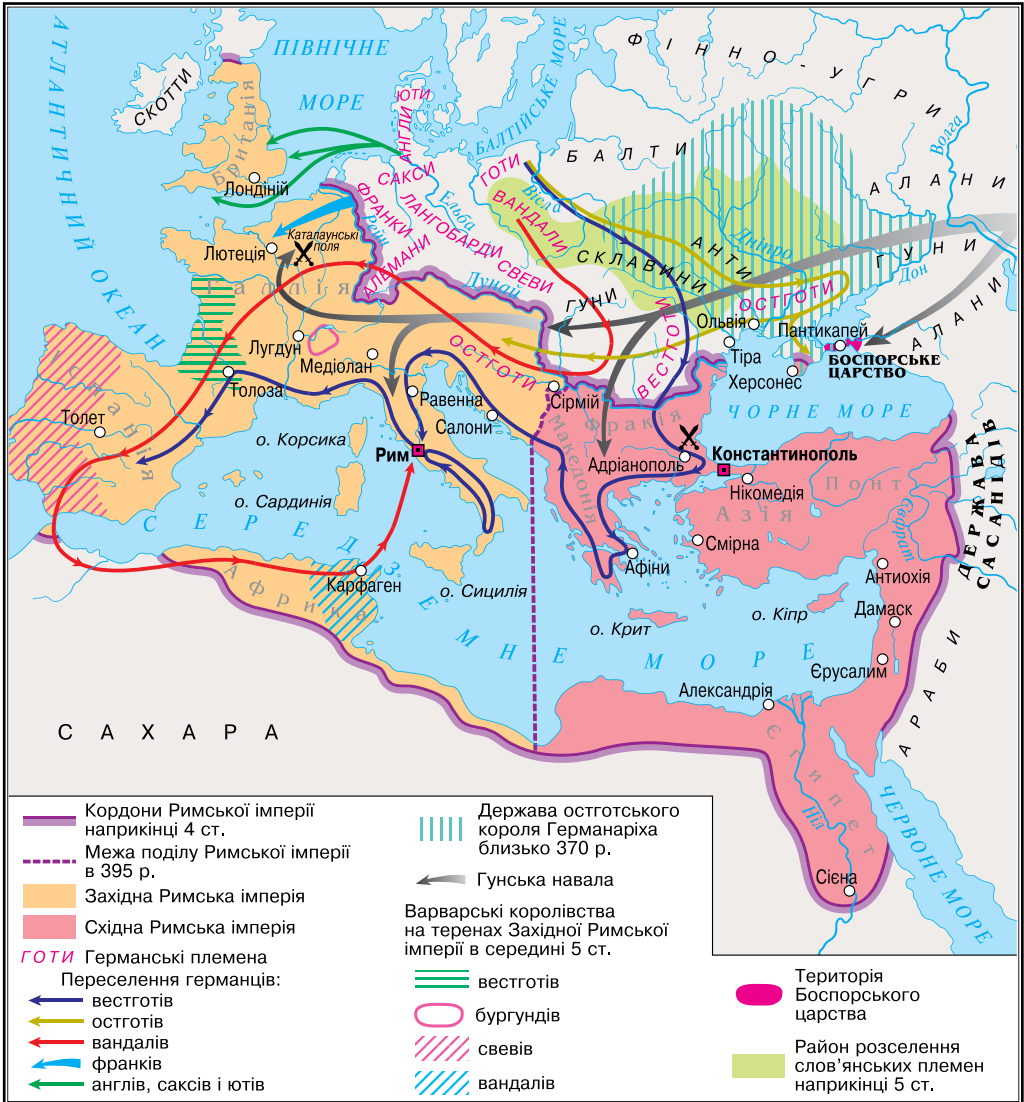 АТЛАНТИЧНИЙ ОКЕАН
ПІВНІЧНЕ
МОРЕ
БАЛТІЙСЬКЕ МОРЕ
ФІННО-УГРИ
Волга
СКОТТИ
Британія
Лондіній
ЮТИ
АНГЛИ
САКСИ
ФРАНКИ
ЛАНГОБАРДИ
АЛЕМАНИ
СВЕВИ
Ельба
Рейн
ГОТИ
Вісла
ВАНДАЛИ
БАЛТИ
АЛАНИ
СКЛАВИНИ
АНТИ
Дніпро
ГУНИ
Дон
АЛАНИ
ОСТГОТИ
ГУНИ
ВЕСТГОТИ
Дунай
Лютеція
Каталаунські
поля
Галлія
Лугдун
Медіолан
ОСТГОТИ
Ольвія
Тіра
Пантикапей
БОСПОРСЬКЕ
ЦАРСТВО
Херсонес
ЧОРНЕ МОРЕ
Іспанія
Толет
Толоза
Равенна
Салони
Сірмій
Фракія
Македонія
о. Корсика
Рим
о. Сардинія
Адріанополь
Константинополь
Нікомедія
Понт
Азія
Євфрат
ДЕРЖАВА
САСАНІДІВ
Смірна
Афіни
СЕРЕДЗЕМНЕ МОРЕ
Африка
Карфаген
о. Сицилія
о. Крит
о. Кіпр
Антиохія
Дамаск
Єрусалим
Александрія
АРАБИ
САХАРА
Єгипет
Ніл
Сієна
ЧЕРВОНЕ МОРЕ
Кордони Римської імперії
наприкінці 4 ст.
Межа поділу Римської імперії
в 395 р.
Західна Римська імперія
Східна Римська імперія
ГОТИ Германські племена
Переселення германців:
вестготів
остготів
вандалів
франків
англів, саксів і ютів
Держава остготського
короля Германаріха
близько 370 р.
Гунська навала
Варварські королівства
на теренах Західної Римської
імперії в середині 5 ст.
вестготів
бургундів
свевів
вандалів
Територія
Боспорського
царства
Район розселення
слов’янських племен
наприкінці 5 ст.